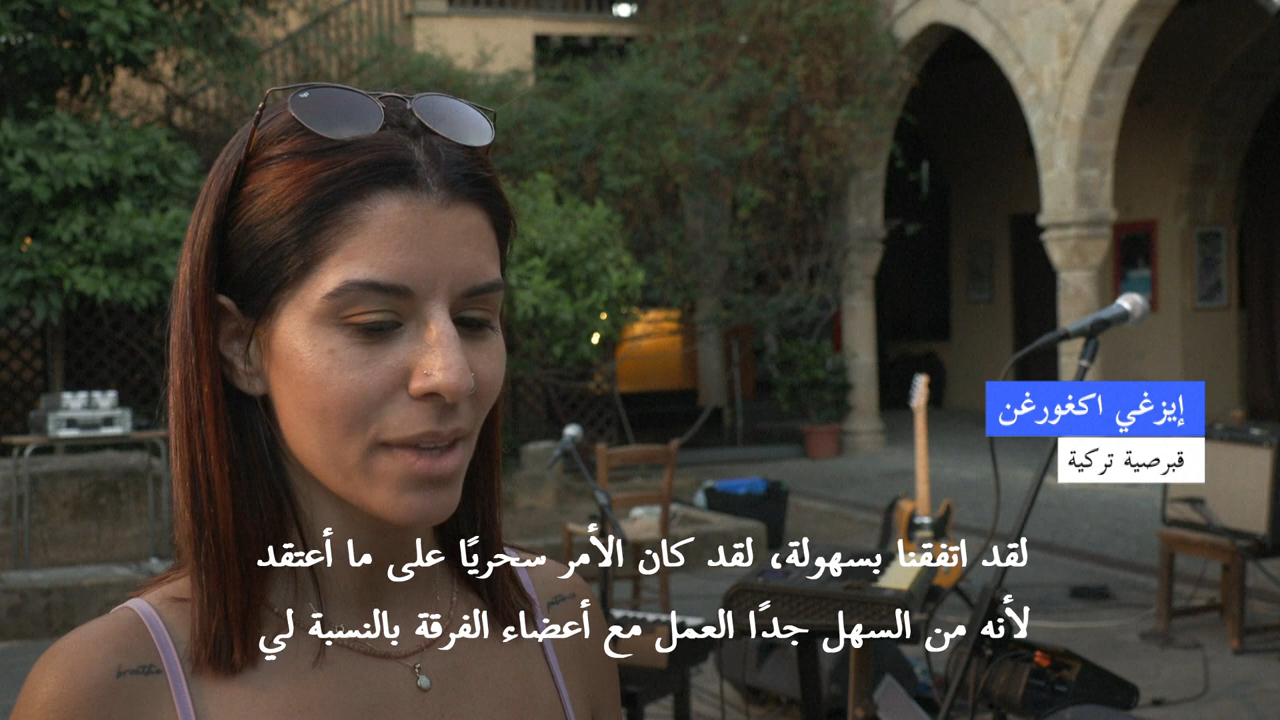 إيزغي اكغورغن
قبرصية تركية
لقد اتفقنا بسهولة، لقد كان الأمر سحريًا على ما أعتقد
لأنه من السهل جدًا العمل مع أعضاء الفرقة بالنسبة لي
breathe